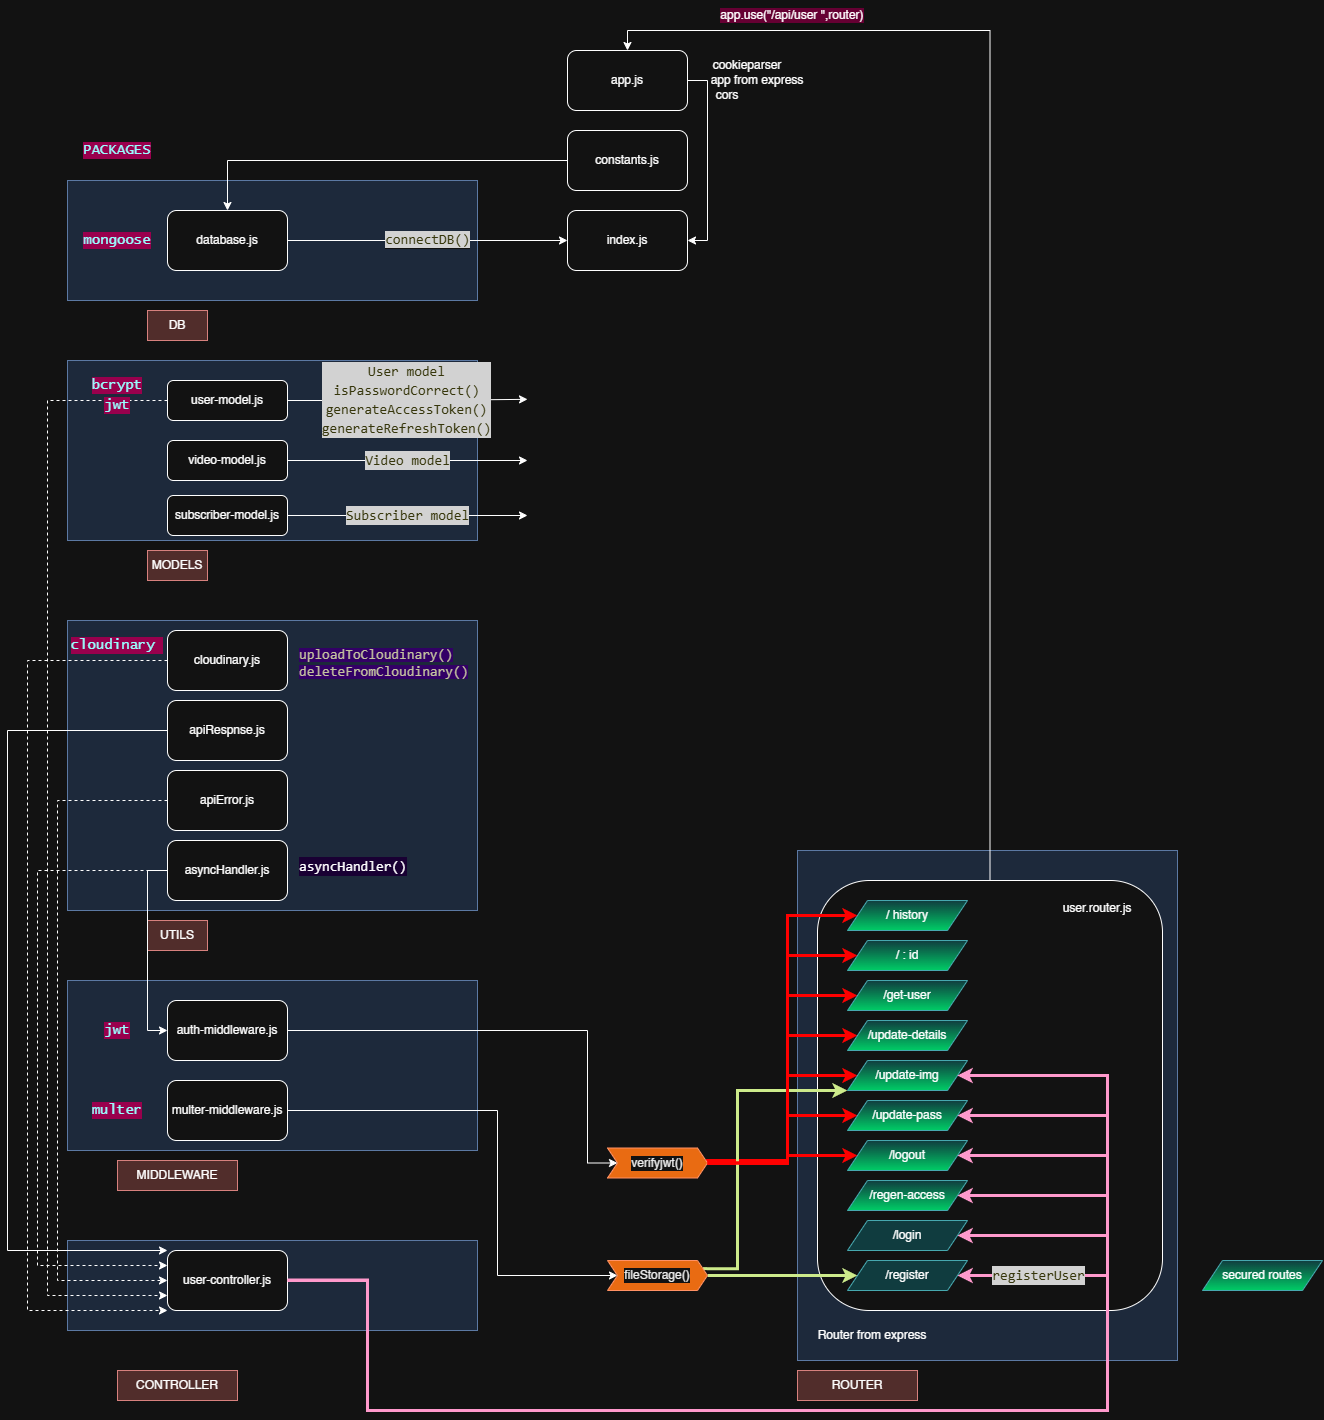 app.use("/api/user ",router)
app.js
cookieparser
app from express
cors
PACKAGES
constants.js
mongoose
database.js
connectDB()
index.js
DB
bcrypt
jwt
user-model.js
User model
isPasswordCorrect()
generateAccessToken()
generateRefreshToken()
video-model.js
Video model
subscriber-model.js
Subscriber model
MODELS
cloudinary
cloudinary.js
uploadToCloudinary()
deleteFromCloudinary()
apiRespnse.js
apiError.js
asyncHandler.js
asyncHandler()
UTILS
jwt
auth-middleware.js
multer
multer-middleware.js
MIDDLEWARE
verifyjwt()
fileStorage()
user-controller.js
CONTROLLER
user.router.js
/ history
/ : id
/get-user
/update-details
/update-img
/update-pass
/logout
/regen-access
/login
/register
registerUser
Router from express
ROUTER
secured routes